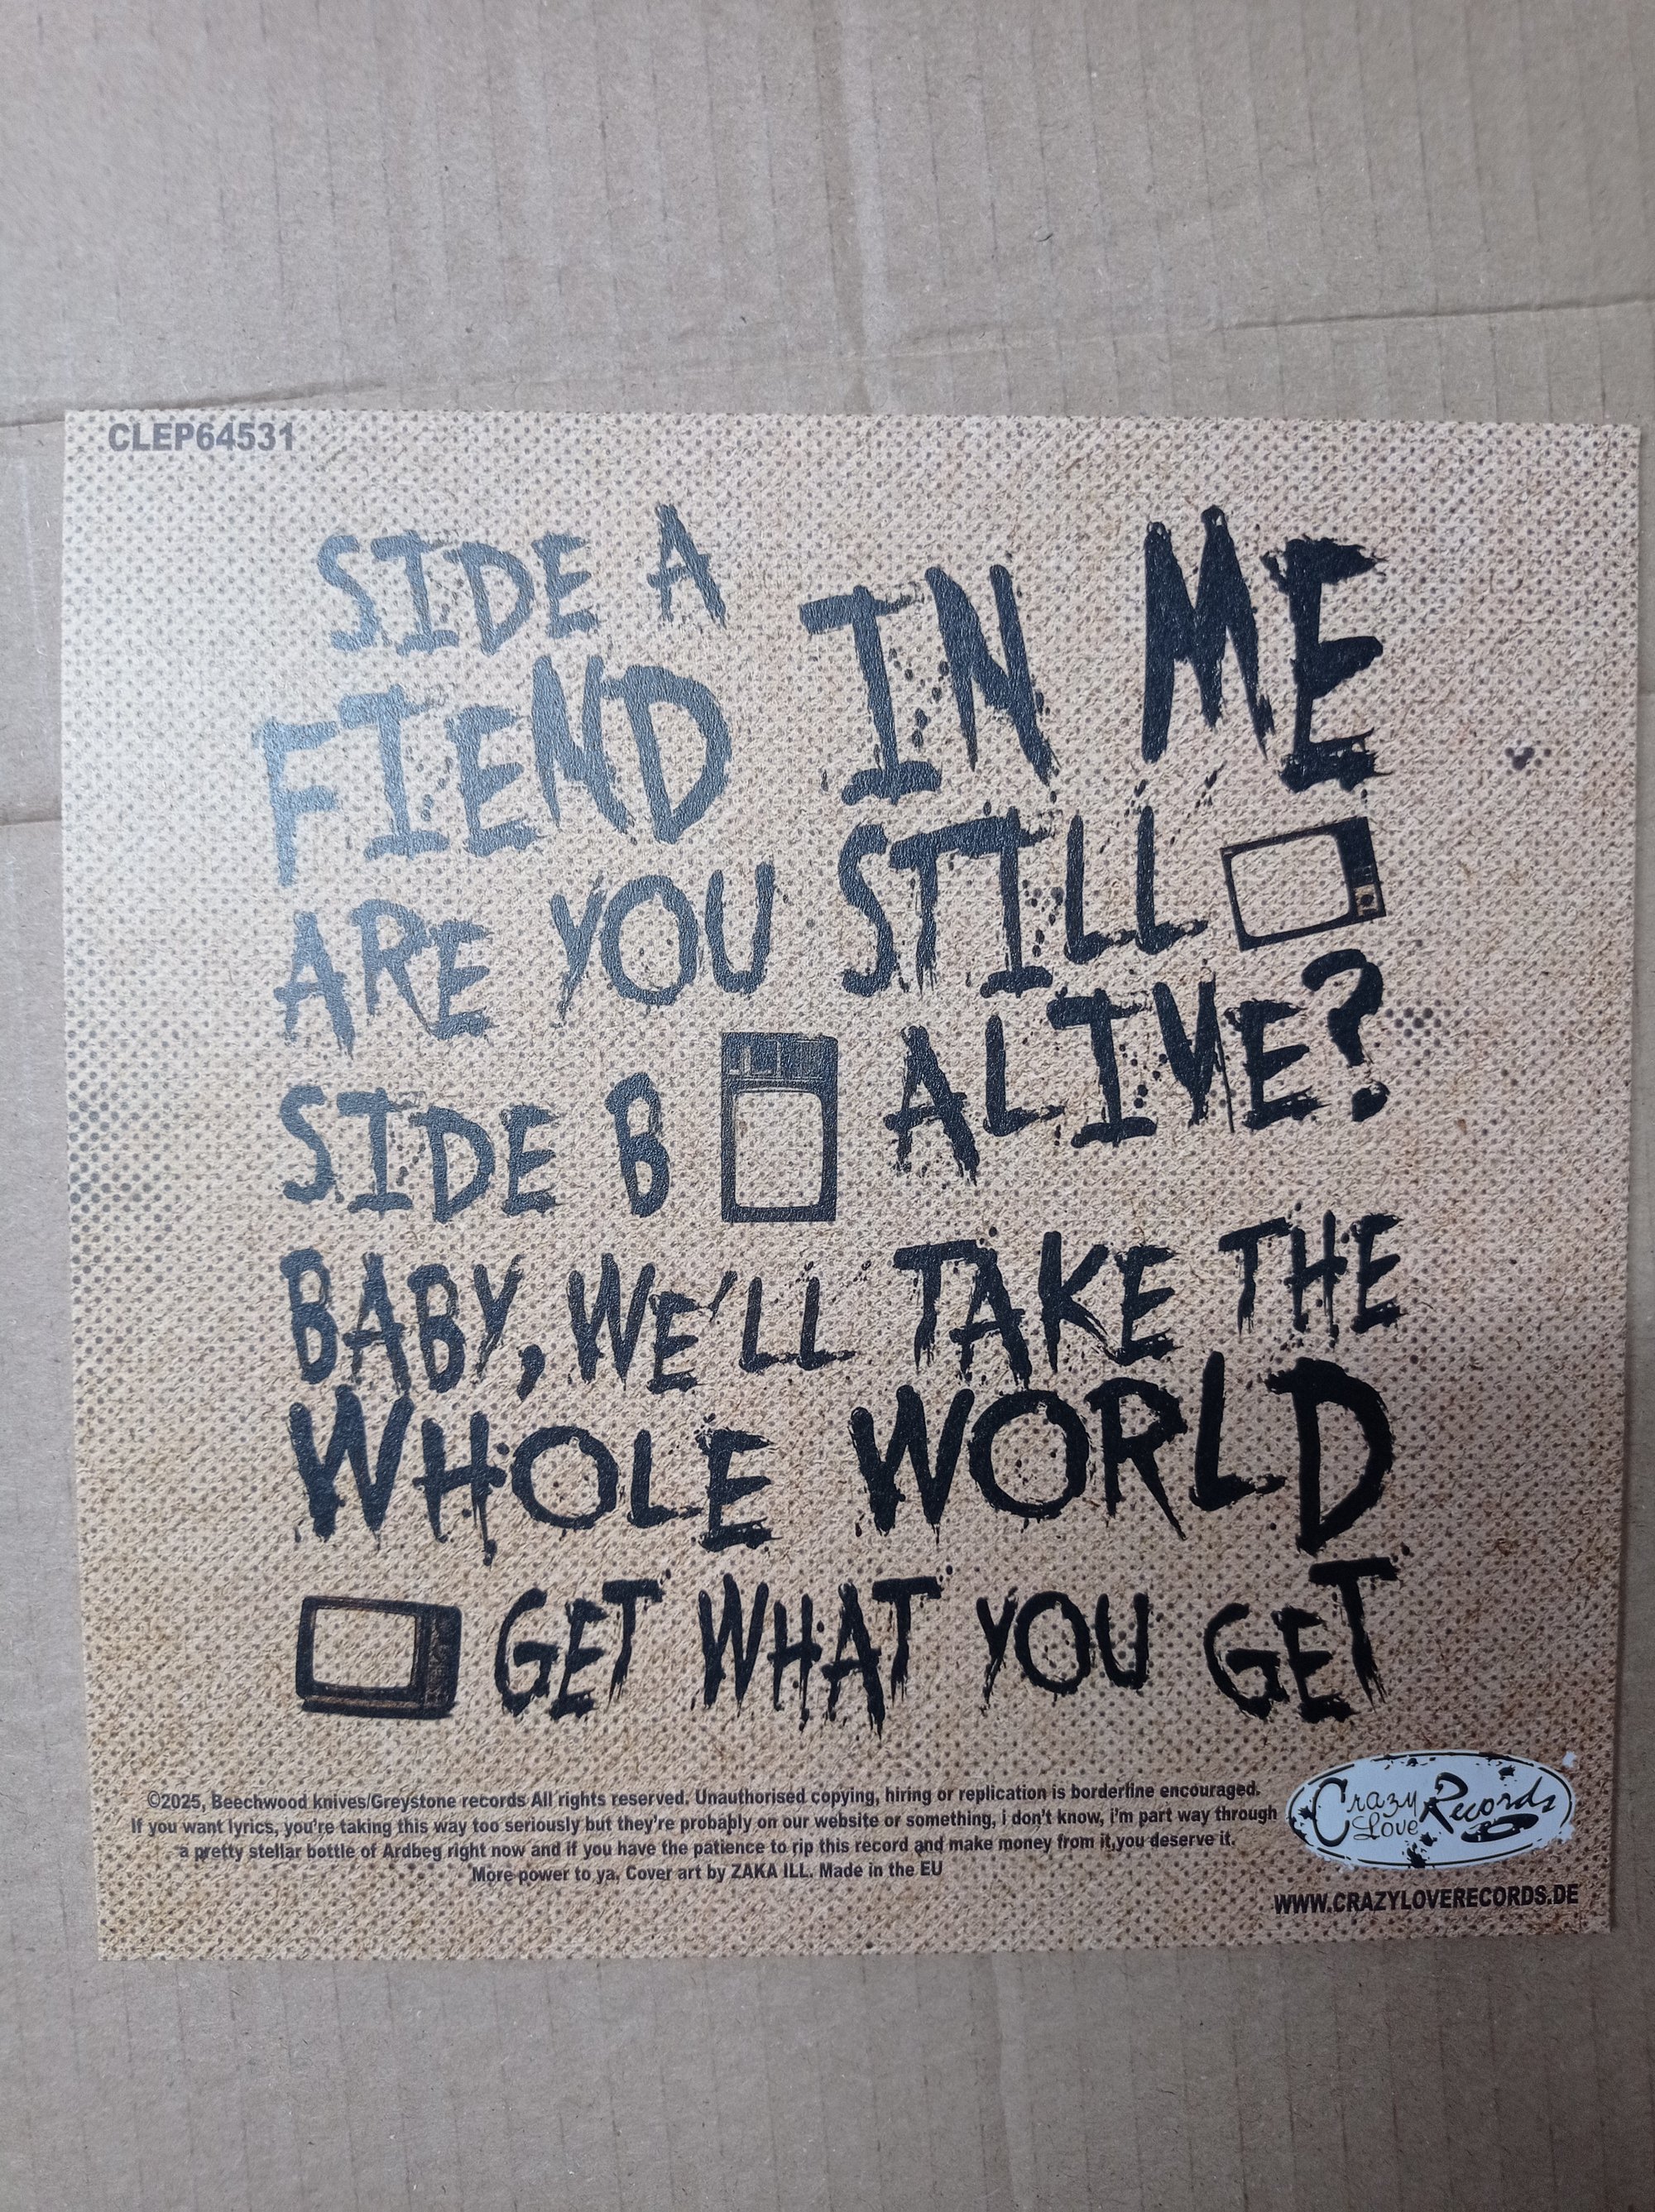 CLEP64531
SIDE A
FIEND IN ME
ARE YOU STILL
ALIVE?
SIDE B
BABY, WE'LL TAKE THE
WHOLE WORLD
GET WHAT YOU GET
©2025, Beechwood knives/Greystone records All rights reserved. Unauthorised copying, hiring or replication is borderline encouraged.
If you want lyrics, you're taking this way too seriously but they're probably on our website or something, i don't know, i'm part way through
a pretty stellar bottle of Ardbeg right now and if you have the patience to rip this record and make money from it,you deserve it.
More power to ya. Cover art by ZAKA ILL. Made in the EU
Crazy Love Records
WWW.CRAZYLOVERECORDS.DE